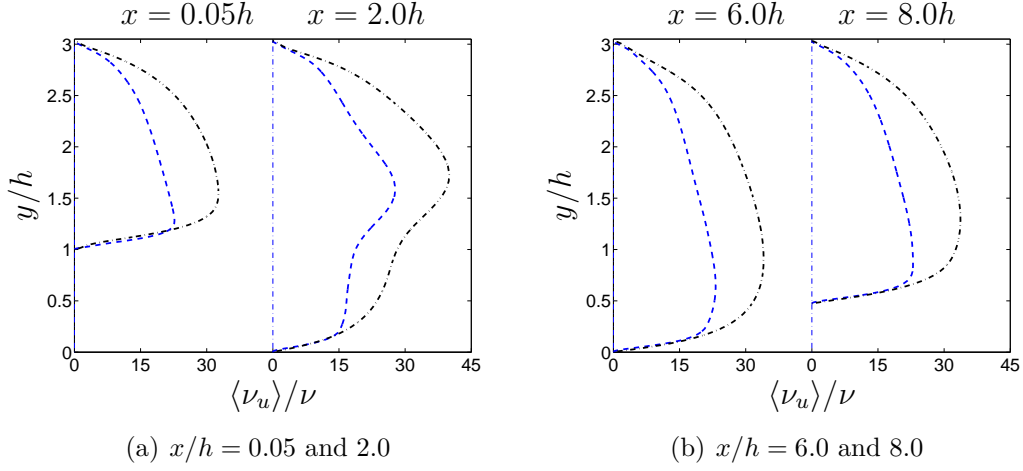 x = 0.05h x = 2.0h
3
2.5
2
1.5
1
0.5
0
y/h
0 15 30 0 15 30 45
⟨ν_u⟩/ν
(a) x/h = 0.05 and 2.0
x = 6.0h x = 8.0h
3
2.5
2
1.5
1
0.5
0
y/h
0 15 30 0 15 30 45
⟨ν_u⟩/ν
(b) x/h = 6.0 and 8.0